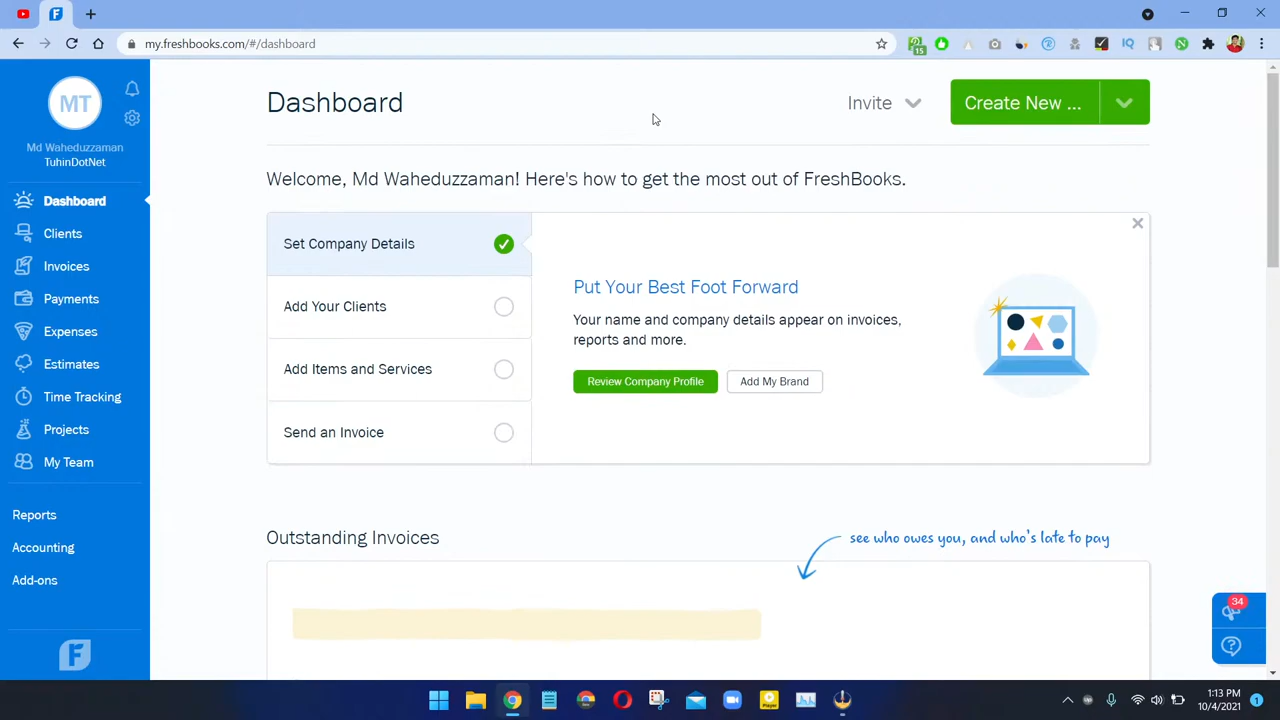 my.freshbooks.com/#/dashboard
15
MT
Md Waheduzzaman
TuhinDotNet
Dashboard
Clients
Invoices
Payments
Expenses
Estimates
Time Tracking
Projects
My Team
Reports
Accounting
Add-ons
Dashboard
Invite
Create New ...
Welcome, Md Waheduzzaman! Here's how to get the most out of FreshBooks.
Set Company Details
Add Your Clients
Add Items and Services
Send an Invoice
Put Your Best Foot Forward
Your name and company details appear on invoices,
reports and more.
Review Company Profile
Add My Brand
Outstanding Invoices
see who owes you, and who's late to pay
34
1:13 PM
10/4/2021